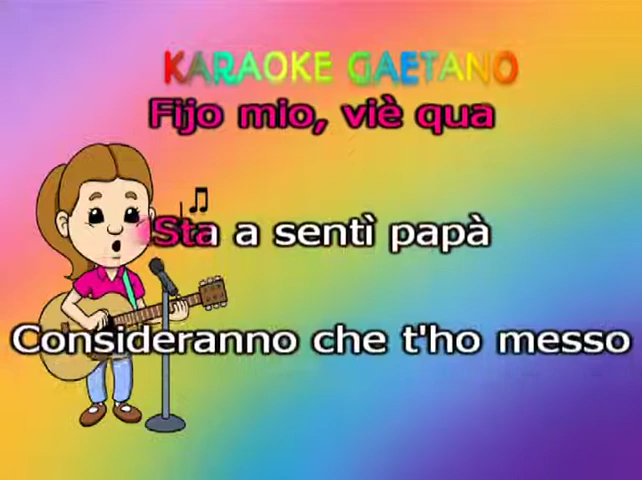 KARAOKE GAETANO
Fijo mio, viè qua
Sta a sentì papà
Consideranno che t'ho messo